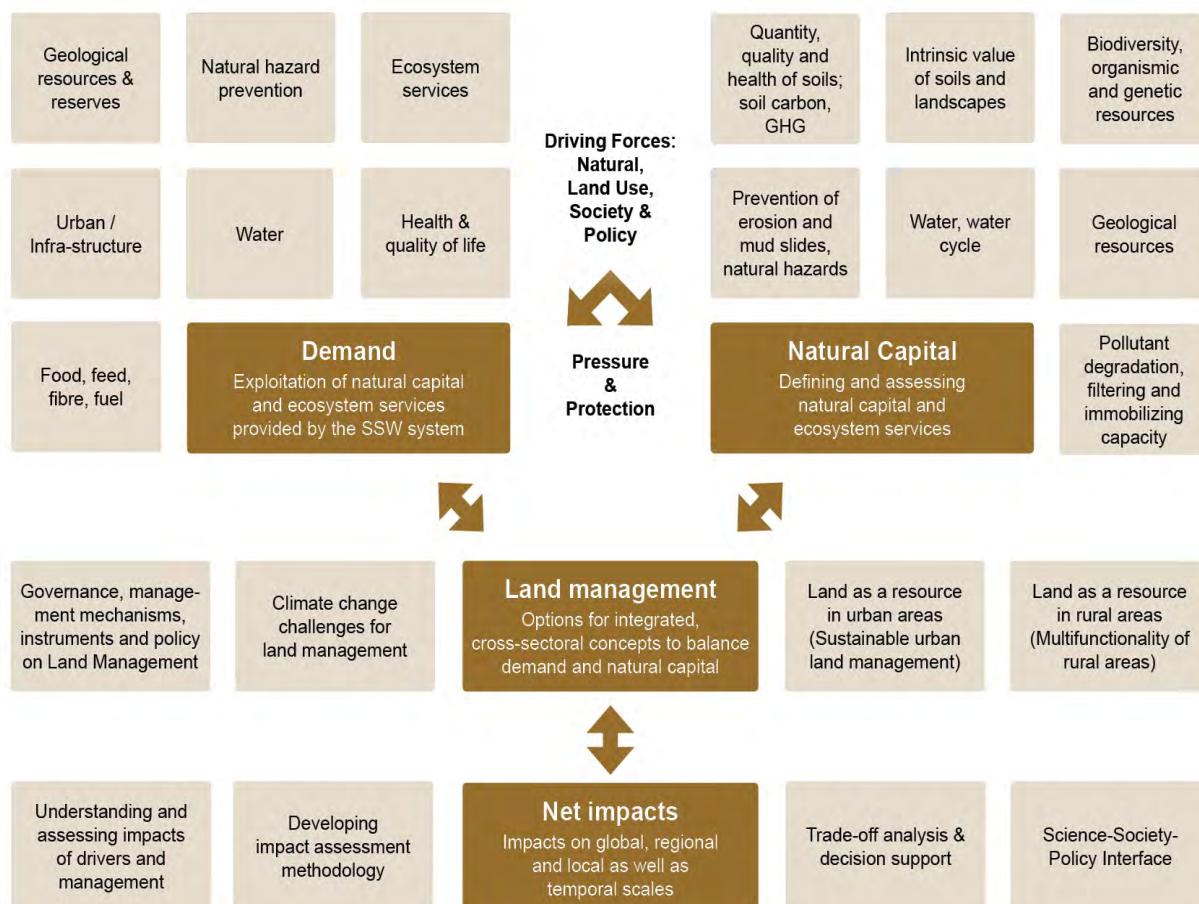 Geological
resources &
reserves
Natural hazard
prevention
Ecosystem
services
Driving Forces:
Natural,
Land Use,
Society &
Policy
Quantity,
quality and
health of soils;
soil carbon,
GHG
Intrinsic value
of soils and
landscapes
Biodiversity,
organismic
and genetic
resources
Urban /
Infra-structure
Water
Health &
quality of life
Prevention of
erosion and
mud slides,
natural hazards
Water, water
cycle
Geological
resources
Food, feed,
fibre, fuel
Demand
Exploitation of natural capital
and ecosystem services
provided by the SSW system
Pressure
&
Protection
Natural Capital
Defining and assessing
natural capital and
ecosystem services
Pollutant
degradation,
filtering and
immobilizing
capacity
Governance, manage-
ment mechanisms,
instruments and policy
on Land Management
Climate change
challenges for
land management
Land management
Options for integrated,
cross-sectoral concepts to balance
demand and natural capital
Land as a resource
in urban areas
(Sustainable urban
land management)
Land as a resource
in rural areas
(Multifunctionality of
rural areas)
Understanding and
assessing impacts
of drivers and
management
Developing
impact assessment
methodology
Net impacts
Impacts on global, regional
and local as well as
temporal scales
Trade-off analysis &
decision support
Science-Society-
Policy Interface